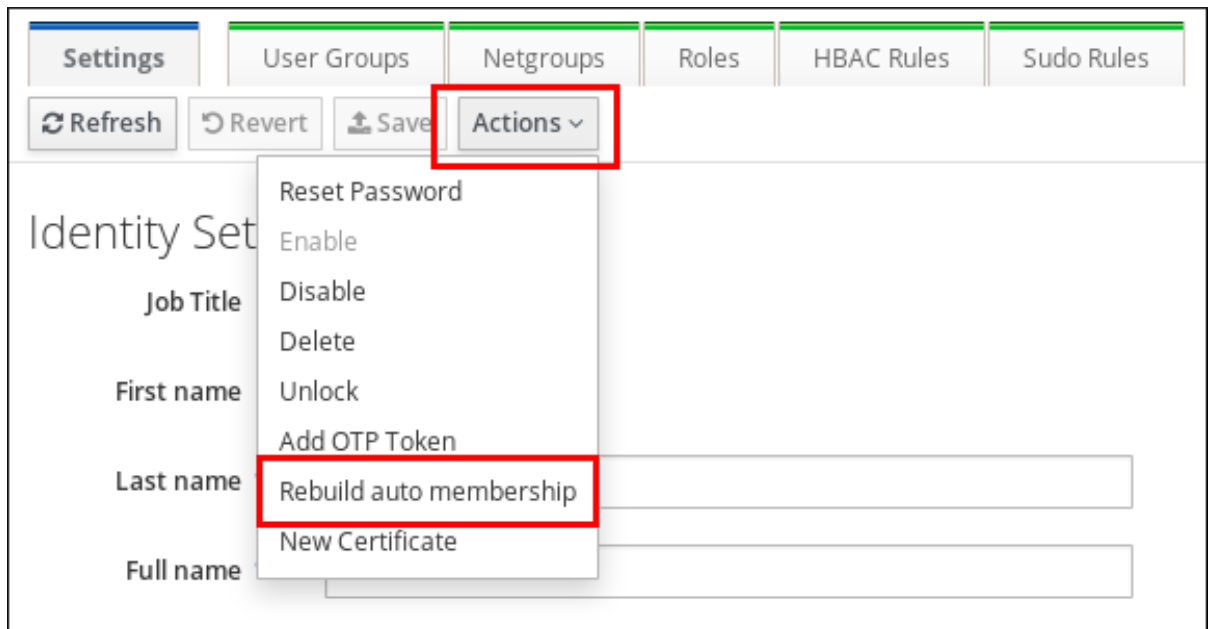 Settings User Groups Netgroups Roles HBAC Rules Sudo Rules
Refresh Revert Save Actions
Reset Password
Identity Set
Enable
Job Title Disable
Delete
First name Unlock
Add OTP Token
Last name Rebuild auto membership
New Certificate
Full name